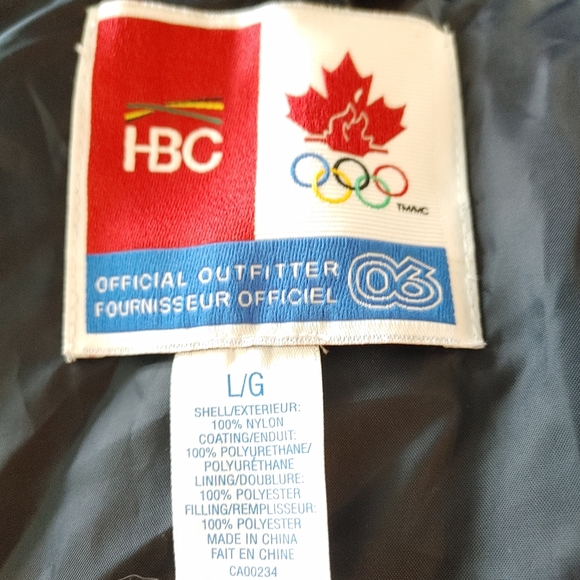 HBC
TM/MC
OFFICIAL OUTFITTER 06
FOURNISSEUR OFFICIEL
L/G
SHELL/EXTERIEUR:
100% NYLON
COATING/ENDUIT:
100% POLYURETHANE/
POLYURÉTHANE
LINING/DOUBLURE:
100% POLYESTER
FILLING/REMPLISEUR:
100% POLYESTER
MADE IN CHINA
FAIT EN CHINE
CA00234